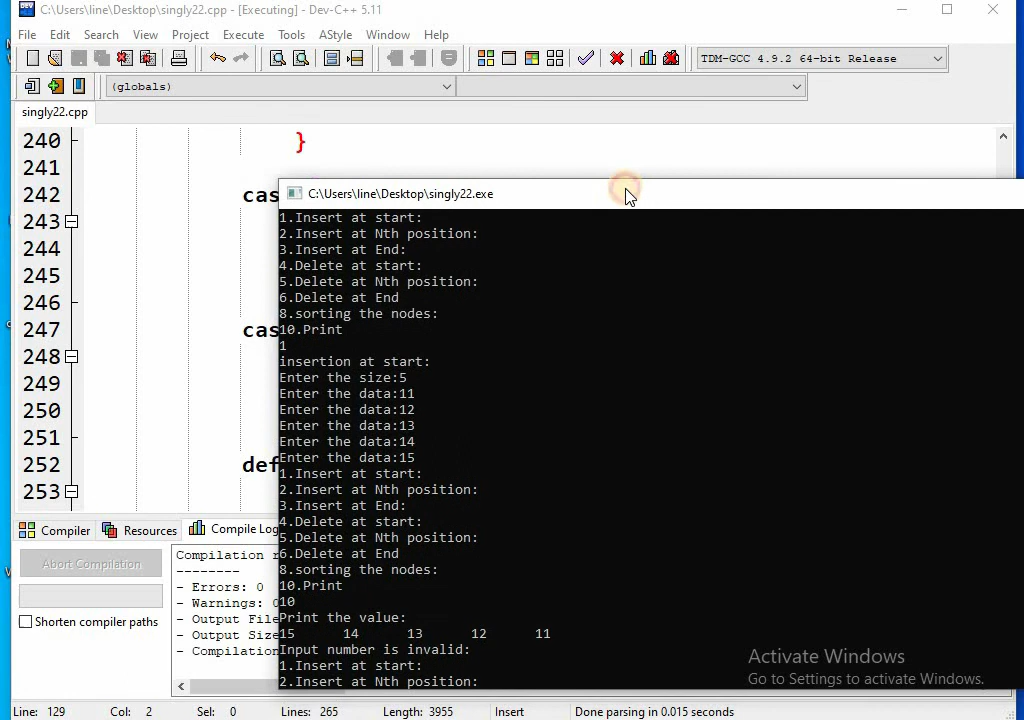 C:\Users\line\Desktop\singly22.cpp - [Executing] - Dev-C++ 5.11
File Edit Search View Project Execute Tools AStyle Window Help
TDM-GCC 4.9.2 64-bit Release
(globals)
singly22.cpp
240 }
241
242 cas
243
244
245
246
247 cas
248
249
250
251
252 def
253
C:\Users\line\Desktop\singly22.exe
1.Insert at start:
2.Insert at Nth position:
3.Insert at End:
4.Delete at start:
5.Delete at Nth position:
6.Delete at End
8.sorting the nodes:
10.Print
1
insertion at start:
Enter the size:5
Enter the data:11
Enter the data:12
Enter the data:13
Enter the data:14
Enter the data:15
1.Insert at start:
2.Insert at Nth position:
3.Insert at End:
4.Delete at start:
5.Delete at Nth position:
6.Delete at End
8.sorting the nodes:
10.Print
10
Print the value:
15 14 13 12 11
Input number is invalid:
1.Insert at start:
2.Insert at Nth position:
Compiler Resources Compile Log
Abort Compilation
Shorten compiler paths
Compilation r
--------
- Errors: 0
- Warnings: 0
- Output File
- Output Size
- Compilation
Activate Windows
Go to Settings to activate Windows.
Line: 129 Col: 2 Sel: 0 Lines: 265 Length: 3955 Insert Done parsing in 0.015 seconds